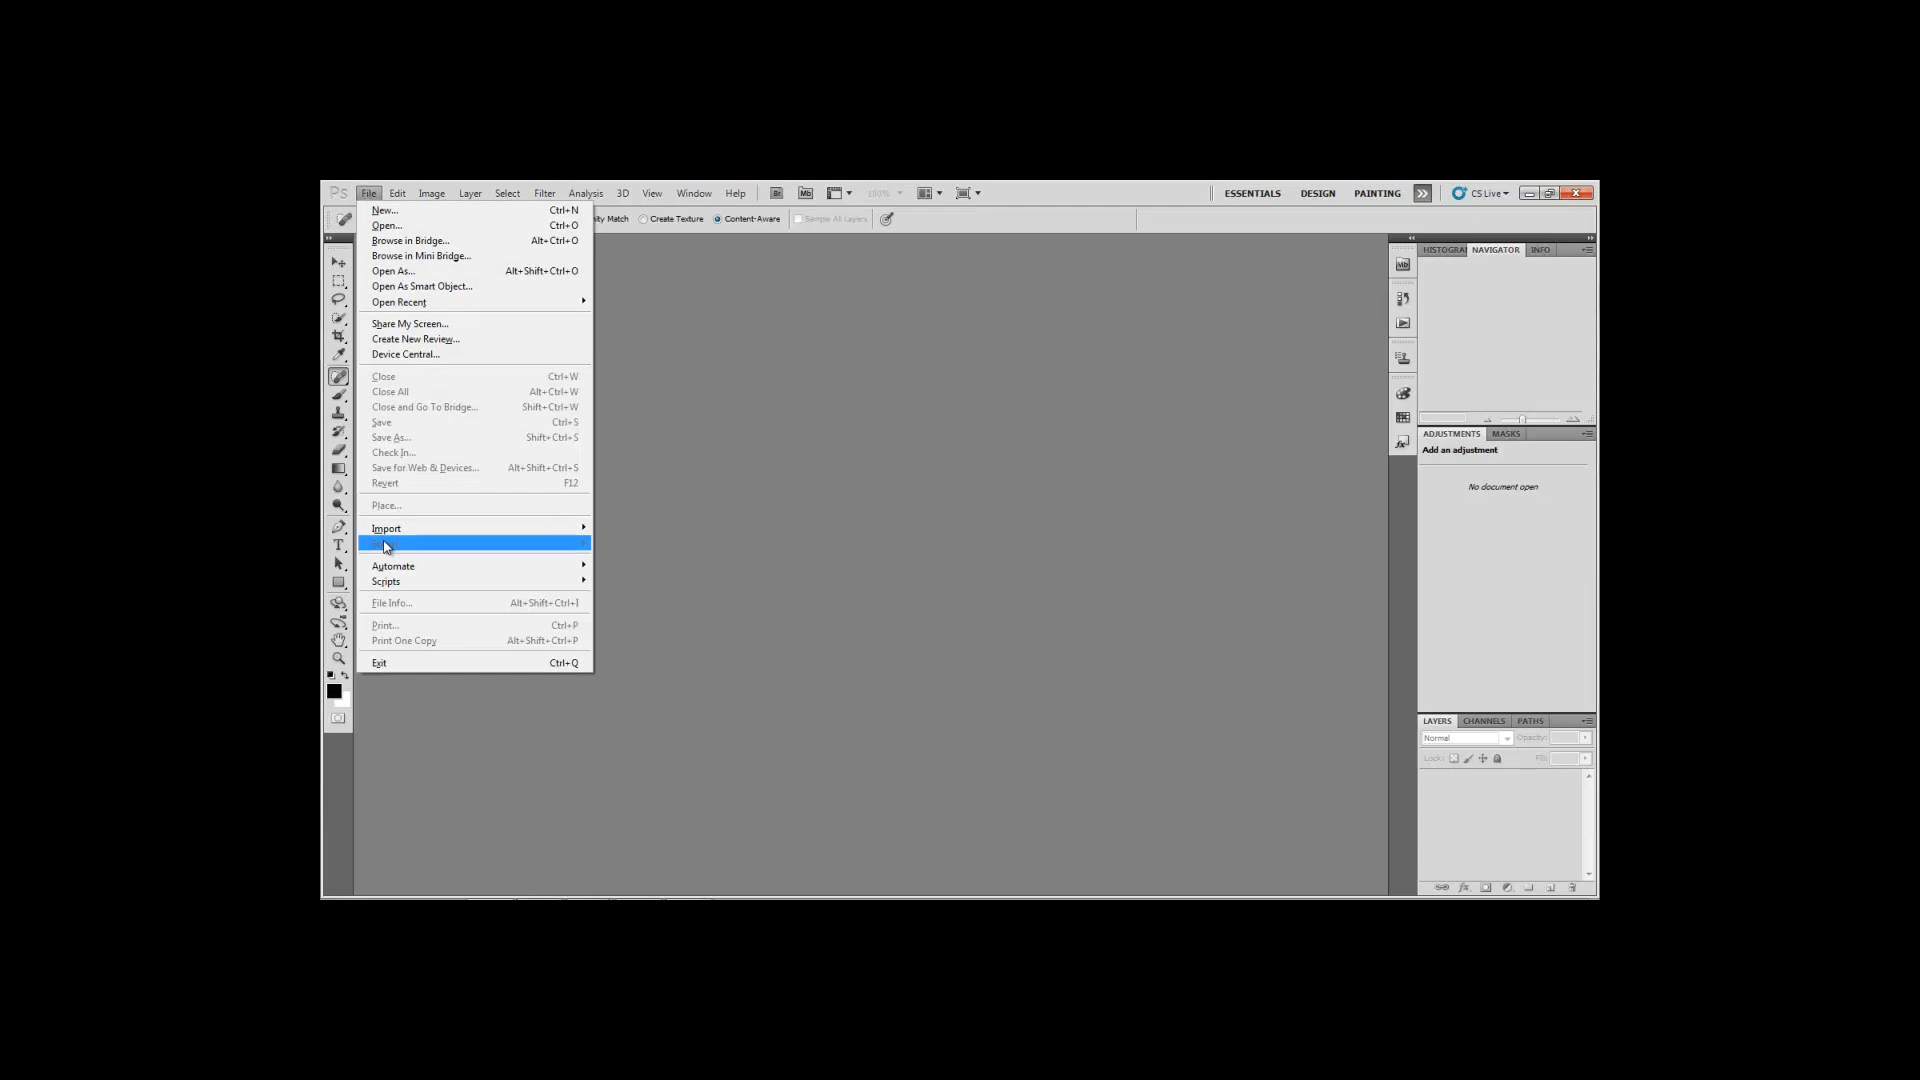 Ps File Edit Image Layer Select Filter Analysis 3D View Window Help Br Mb 100% ESSENTIALS DESIGN PAINTING CS Live
ity Match Create Texture Content-Aware Sample All Layers
New... Ctrl+N
Open... Ctrl+O
Browse in Bridge... Alt+Ctrl+O
Browse in Mini Bridge...
Open As... Alt+Shift+Ctrl+O
Open As Smart Object...
Open Recent
Share My Screen...
Create New Review...
Device Central...
Close Ctrl+W
Close All Alt+Ctrl+W
Close and Go To Bridge... Shift+Ctrl+W
Save Ctrl+S
Save As... Shift+Ctrl+S
Check In...
Save for Web & Devices... Alt+Shift+Ctrl+S
Revert F12
Place...
Import
Automate
Scripts
File Info... Alt+Shift+Ctrl+I
Print... Ctrl+P
Print One Copy Alt+Shift+Ctrl+P
Exit Ctrl+Q
HISTOGRA NAVIGATOR INFO
Mb
ADJUSTMENTS MASKS
Add an adjustment
No document open
LAYERS CHANNELS PATHS
Normal Opacity:
Lock: Fill: